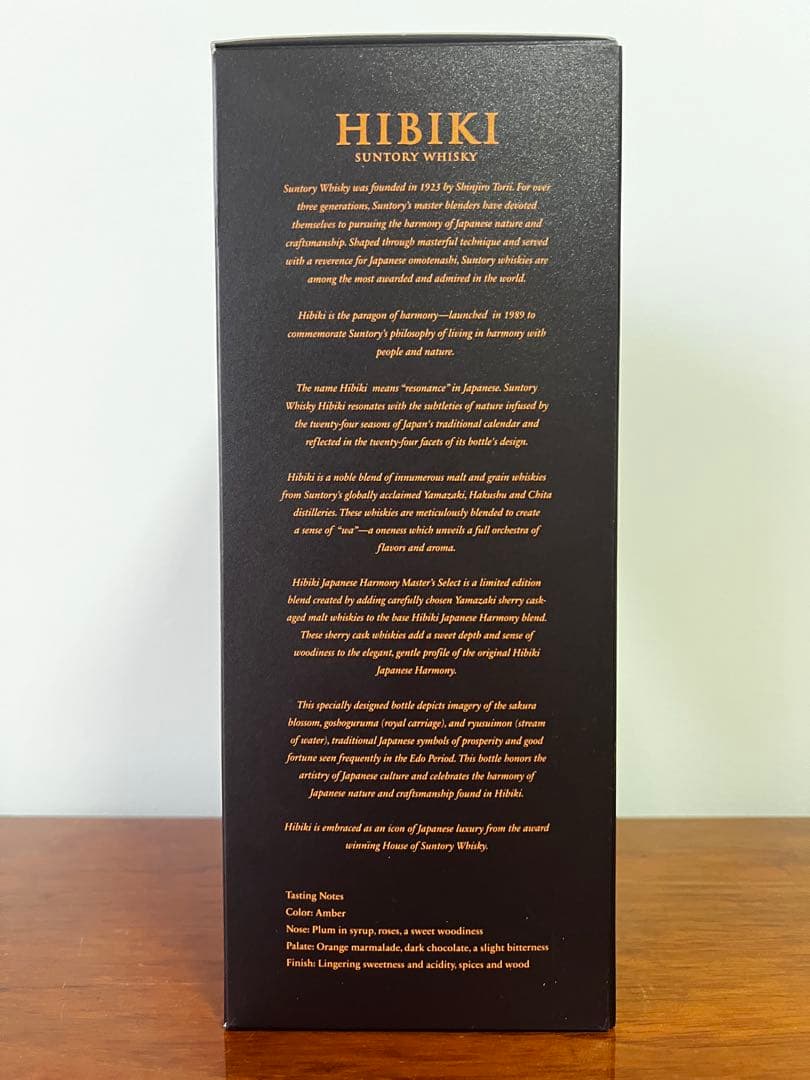 HIBIKI
SUNTORY WHISKY
Suntory Whisky was founded in 1923 by Shinjiro Torii. For over
three generations, Suntory's master blenders have devoted
themselves to pursuing the harmony of Japanese nature and
craftsmanship. Shaped through masterful technique and served
with a reverence for Japanese omotenashi, Suntory whiskies are
among the most awarded and admired in the world.
Hibiki is the paragon of harmony—launched in 1989 to
commemorate Suntory's philosophy of living in harmony with
people and nature.
The name Hibiki means “resonance” in Japanese. Suntory
Whisky Hibiki resonates with the subtleties of nature infused by
the twenty-four seasons of Japan's traditional calendar and
reflected in the twenty-four facets of its bottle's design.
Hibiki is a noble blend of innumerous malt and grain whiskies
from Suntory's globally acclaimed Yamazaki, Hakushu and Chita
distilleries. These whiskies are meticulously blended to create
a sense of “wa”—a oneness which unveils a full orchestra of
flavors and aroma.
Hibiki Japanese Harmony Master's Select is a limited edition
blend created by adding carefully chosen Yamazaki sherry cask-
aged malt whiskies to the base Hibiki Japanese Harmony blend.
These sherry cask whiskies add a sweet depth and sense of
woodiness to the elegant, gentle profile of the original Hibiki
Japanese Harmony.
This specially designed bottle depicts imagery of the sakura
blossom, goshoguruma (royal carriage), and ryusuimon (stream
of water), traditional Japanese symbols of prosperity and good
fortune seen frequently in the Edo Period. This bottle honors the
artistry of Japanese culture and celebrates the harmony of
Japanese nature and craftsmanship found in Hibiki.
Hibiki is embraced as an icon of Japanese luxury from the award
winning House of Suntory Whisky.
Tasting Notes
Color: Amber
Nose: Plum in syrup, roses, a sweet woodiness
Palate: Orange marmalade, dark chocolate, a slight bitterness
Finish: Lingering sweetness and acidity, spices and wood